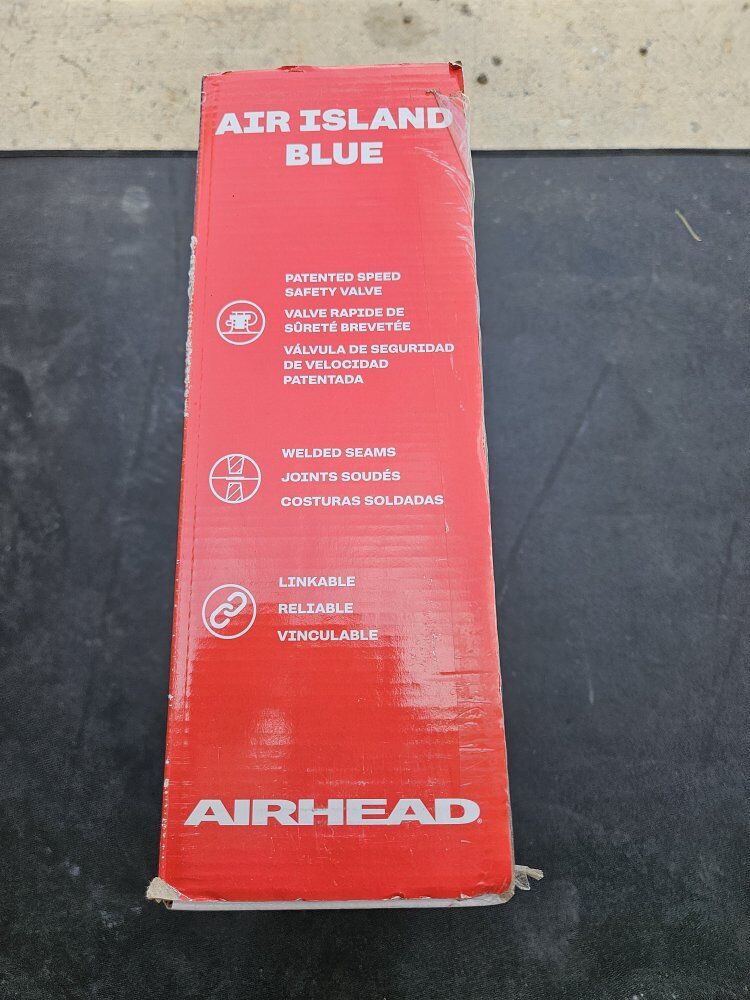 AIR ISLAND
BLUE
PATENTED SPEED
SAFETY VALVE
VALVE RAPIDE DE
SÛRETÉ BREVETÉE
VÁLVULA DE SEGURIDAD
DE VELOCIDAD
PATENTADA
WELDED SEAMS
JOINTS SOUDÉS
COSTURAS SOLDADAS
LINKABLE
RELIABLE
VINCULABLE
AIRHEAD®